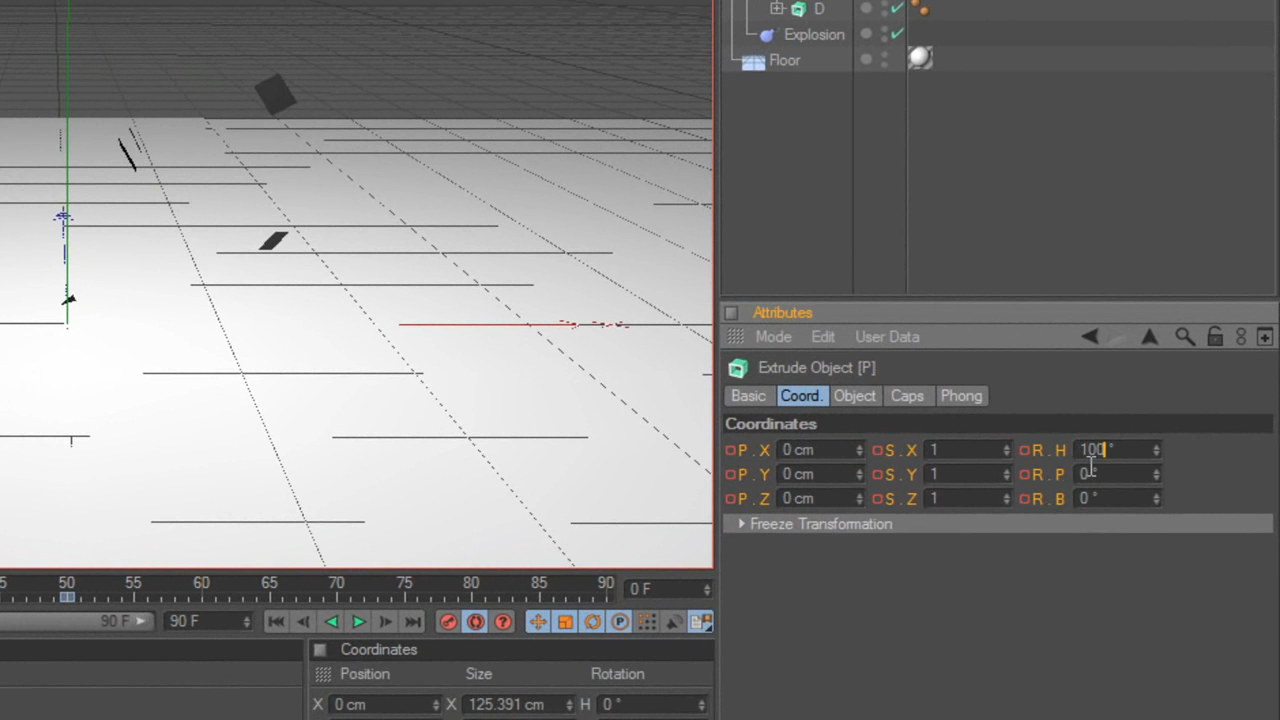 D
Explosion
Floor
Attributes
Mode Edit User Data
Extrude Object [P]
Basic Coord. Object Caps Phong
Coordinates
P . X 0 cm S . X 1 R . H 100 °
P . Y 0 cm S . Y 1 R . P 0 °
P . Z 0 cm S . Z 1 R . B 0 °
Freeze Transformation
5 50 55 60 65 70 75 80 85 90 0 F
90 F 90 F
Coordinates
Position Size Rotation
X 0 cm X 125.391 cm H 0 °